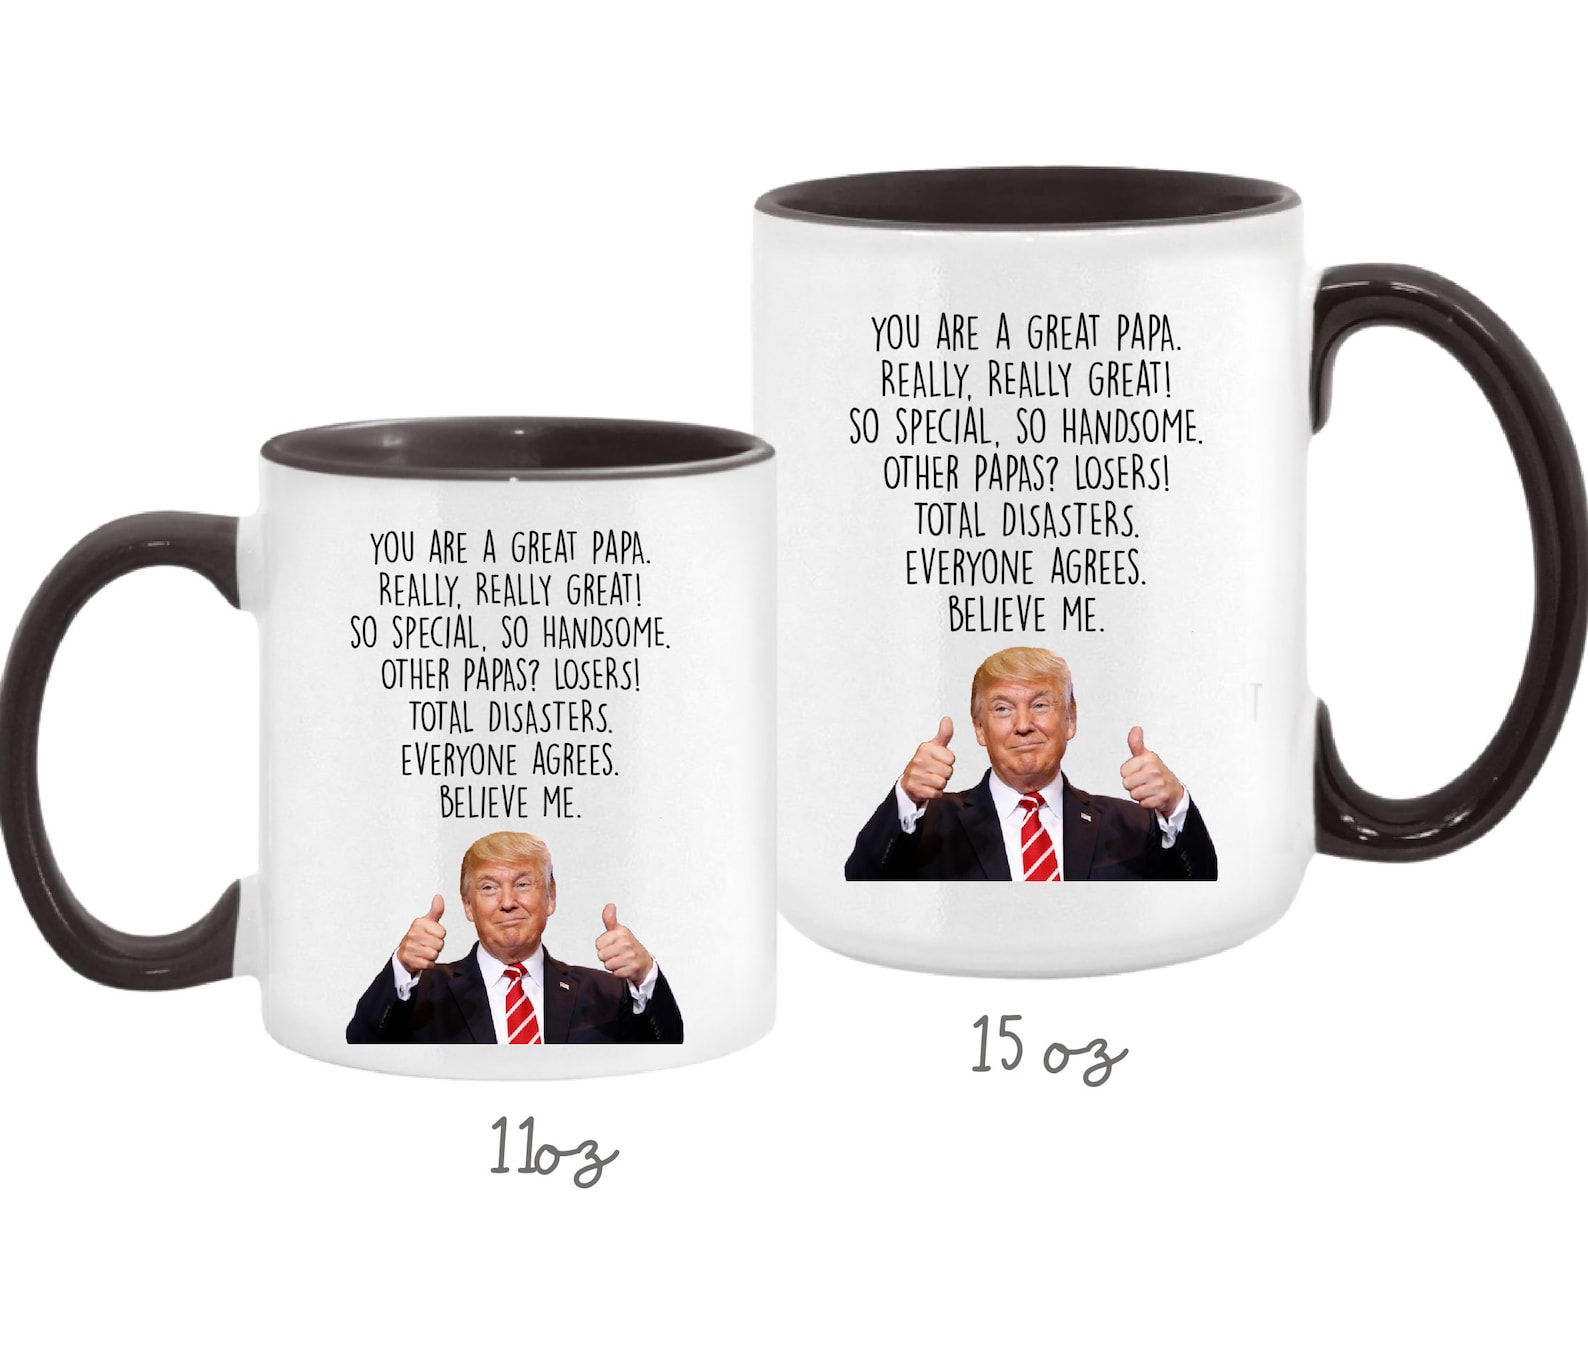 YOU ARE A GREAT PAPA.
REALLY, REALLY GREAT!
SO SPECIAL, SO HANDSOME.
OTHER PAPAS? LOSERS!
TOTAL DISASTERS.
EVERYONE AGREES.
BELIEVE ME.
11oz
YOU ARE A GREAT PAPA.
REALLY, REALLY GREAT!
SO SPECIAL, SO HANDSOME.
OTHER PAPAS? LOSERS!
TOTAL DISASTERS.
EVERYONE AGREES.
BELIEVE ME.
15 oz